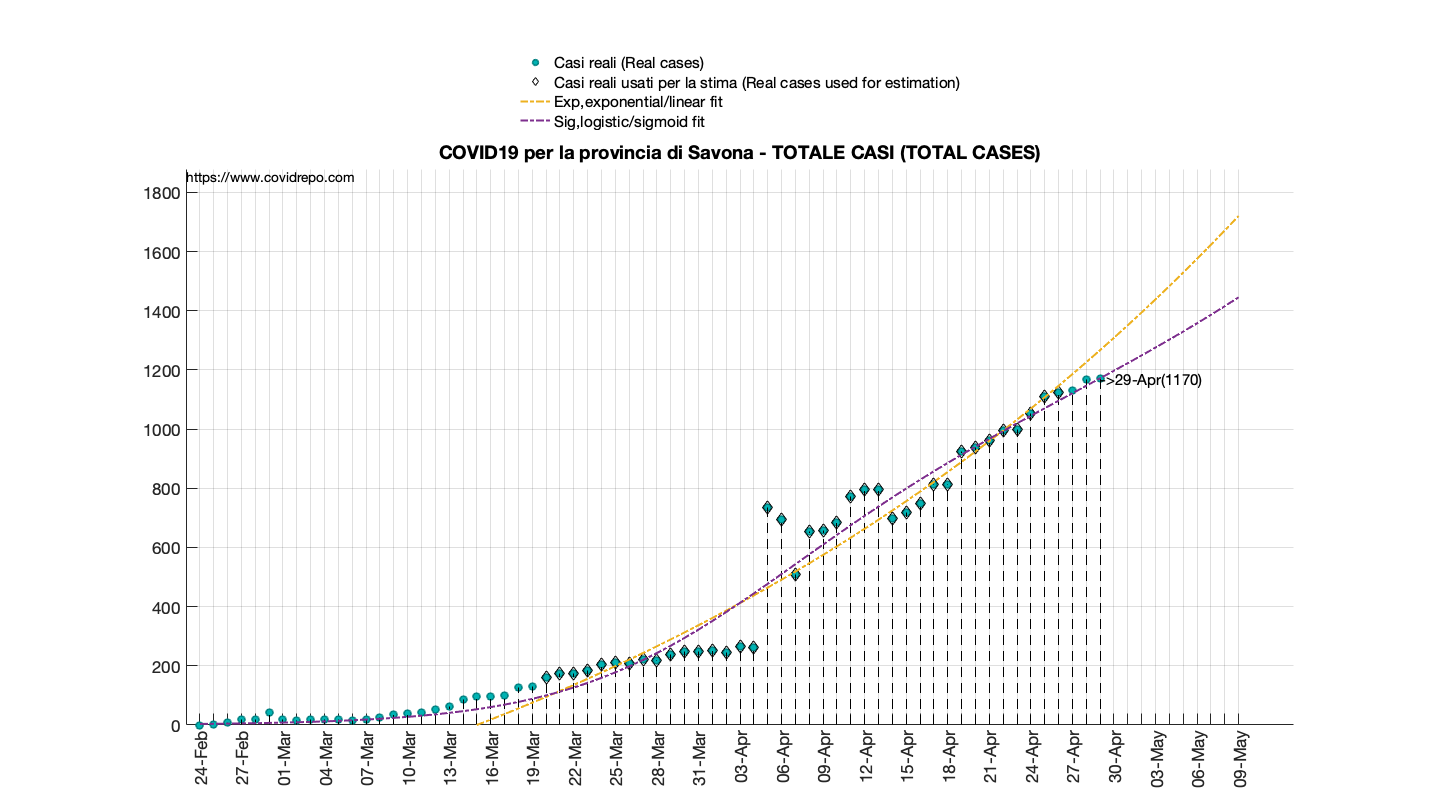 Casi reali (Real cases)
Casi reali usati per la stima (Real cases used for estimation)
Exp,exponential/linear fit
Sig,logistic/sigmoid fit
COVID19 per la provincia di Savona - TOTALE CASI (TOTAL CASES)
https://www.covidrepo.com
1800
1600
1400
1200
1000
800
600
400
200
0
->29-Apr(1170)
24-Feb
27-Feb
01-Mar
04-Mar
07-Mar
10-Mar
13-Mar
16-Mar
19-Mar
22-Mar
25-Mar
28-Mar
31-Mar
03-Apr
06-Apr
09-Apr
12-Apr
15-Apr
18-Apr
21-Apr
24-Apr
27-Apr
30-Apr
03-May
06-May
09-May